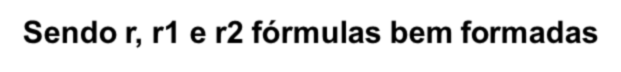 Sendo r, r1 e r2 fórmulas bem formadas